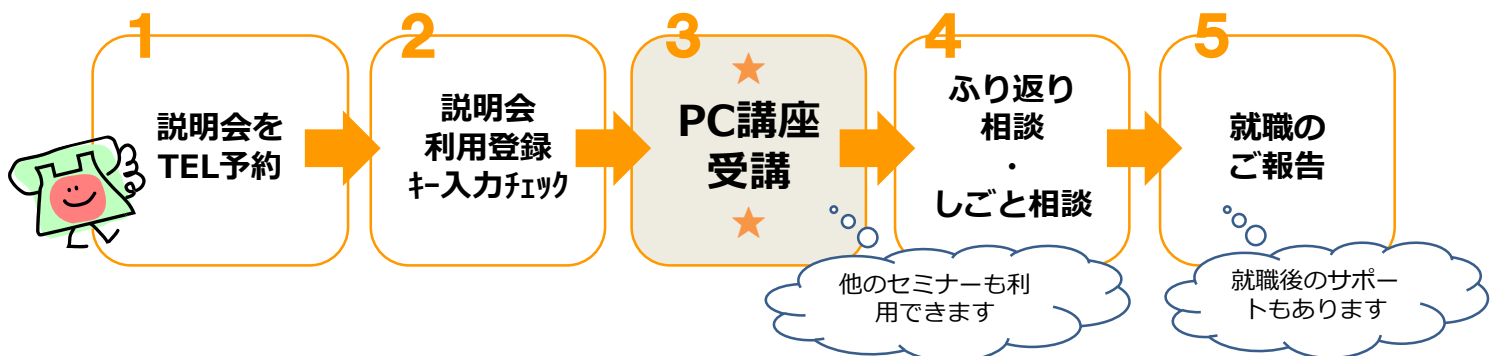 1
説明会を
TEL予約
2
説明会
利用登録
ｷｰ入力ﾁｪｯｸ
3
PC講座
受講
4
ふり返り
相談
・
しごと相談
他のセミナーも利
用できます
5
就職の
ご報告
就職後のサポー
トもあります